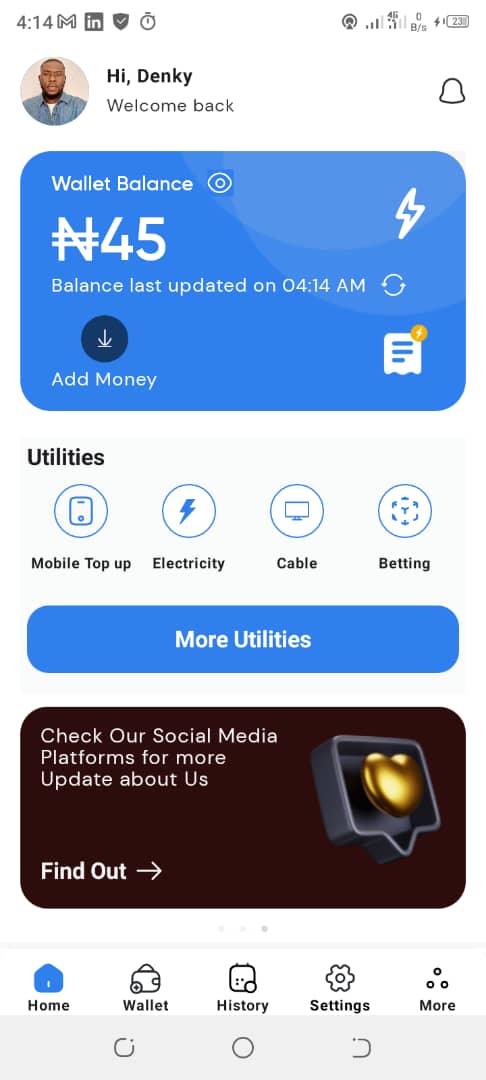 4:14
4G
0
B/s
23
Hi, Denky
Welcome back
Wallet Balance
₦45
Balance last updated on 04:14 AM
Add Money
Utilities
Mobile Top up Electricity Cable Betting
More Utilities
Check Our Social Media
Platforms for more
Update about Us
Find Out →
Home Wallet History Settings More